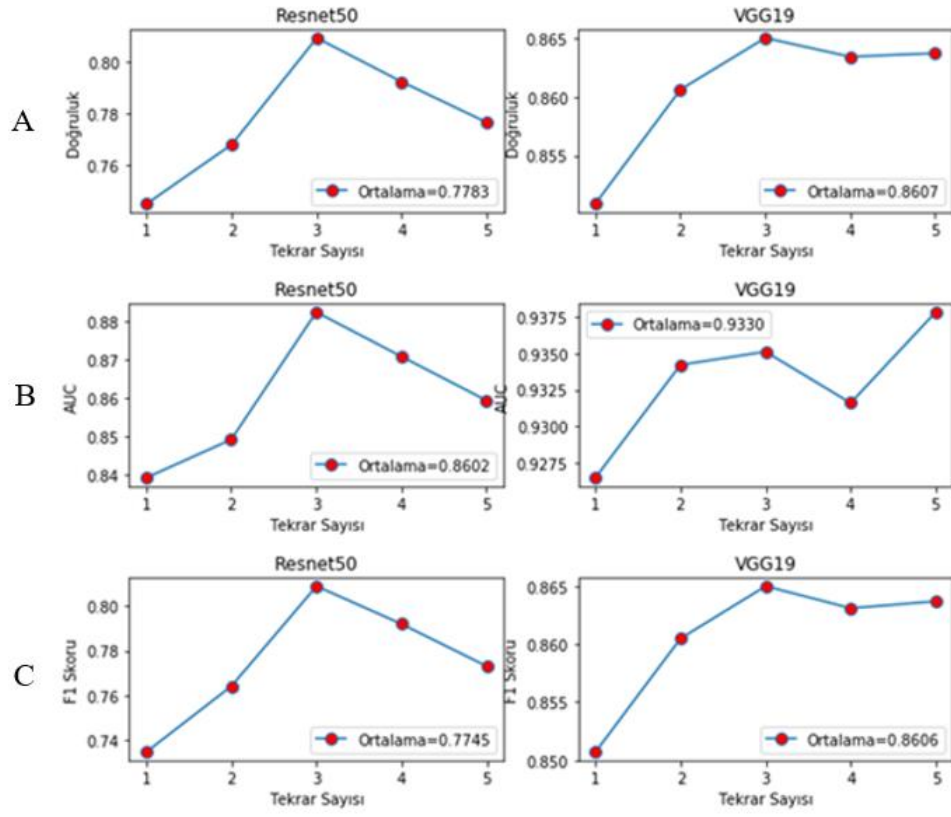 A
Resnet50
Doğruluk
0.80
0.78
0.76
Ortalama=0.7783
1 2 3 4 5
Tekrar Sayısı
VGG19
Doğruluk
0.865
0.860
0.855
Ortalama=0.8607
1 2 3 4 5
Tekrar Sayısı
B
Resnet50
AUC
0.88
0.87
0.86
0.85
0.84
Ortalama=0.8602
1 2 3 4 5
Tekrar Sayısı
VGG19
AUC
0.9375
0.9350
0.9325
0.9300
0.9275
Ortalama=0.9330
1 2 3 4 5
Tekrar Sayısı
C
Resnet50
F1 Skoru
0.80
0.78
0.76
0.74
Ortalama=0.7745
1 2 3 4 5
Tekrar Sayısı
VGG19
F1 Skoru
0.865
0.860
0.855
0.850
Ortalama=0.8606
1 2 3 4 5
Tekrar Sayısı